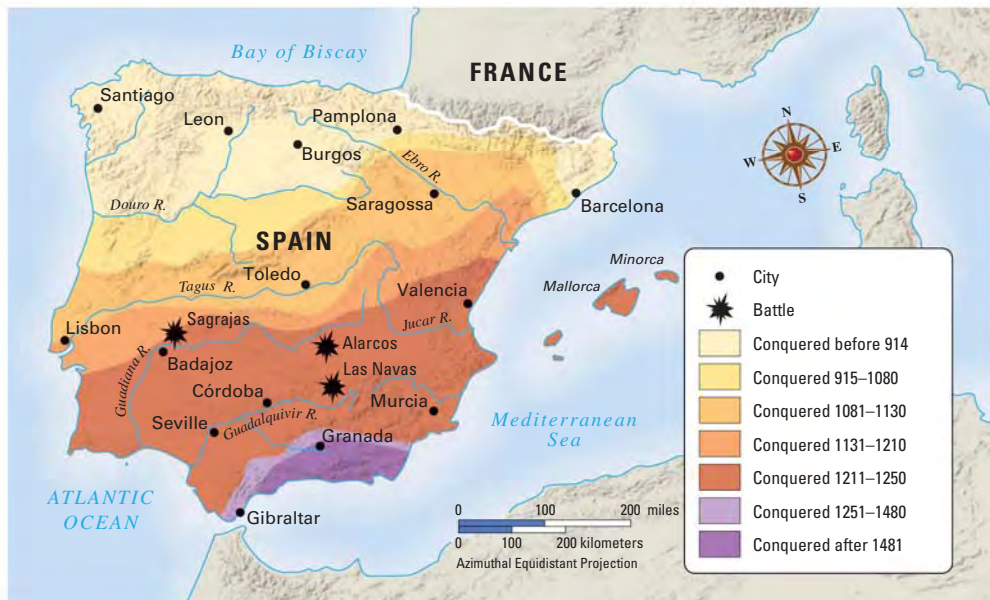 Bay of Biscay
FRANCE
Santiago
Leon
Pamplona
Burgos
Ebro R.
Saragossa
Barcelona
Douro R.
SPAIN
Toledo
Tagus R.
Valencia
Minorca
Mallorca
Lisbon
Sagrajas
Jucar R.
Alarcos
Badajoz
Guadiana R.
Las Navas
Córdoba
Murcia
Seville
Guadalquivir R.
Granada
Mediterranean
Sea
ATLANTIC
OCEAN
Gibraltar
N
W
E
S
0 100 200 miles
0 100 200 kilometers
Azimuthal Equidistant Projection
City
Battle
Conquered before 914
Conquered 915–1080
Conquered 1081–1130
Conquered 1131–1210
Conquered 1211–1250
Conquered 1251–1480
Conquered after 1481